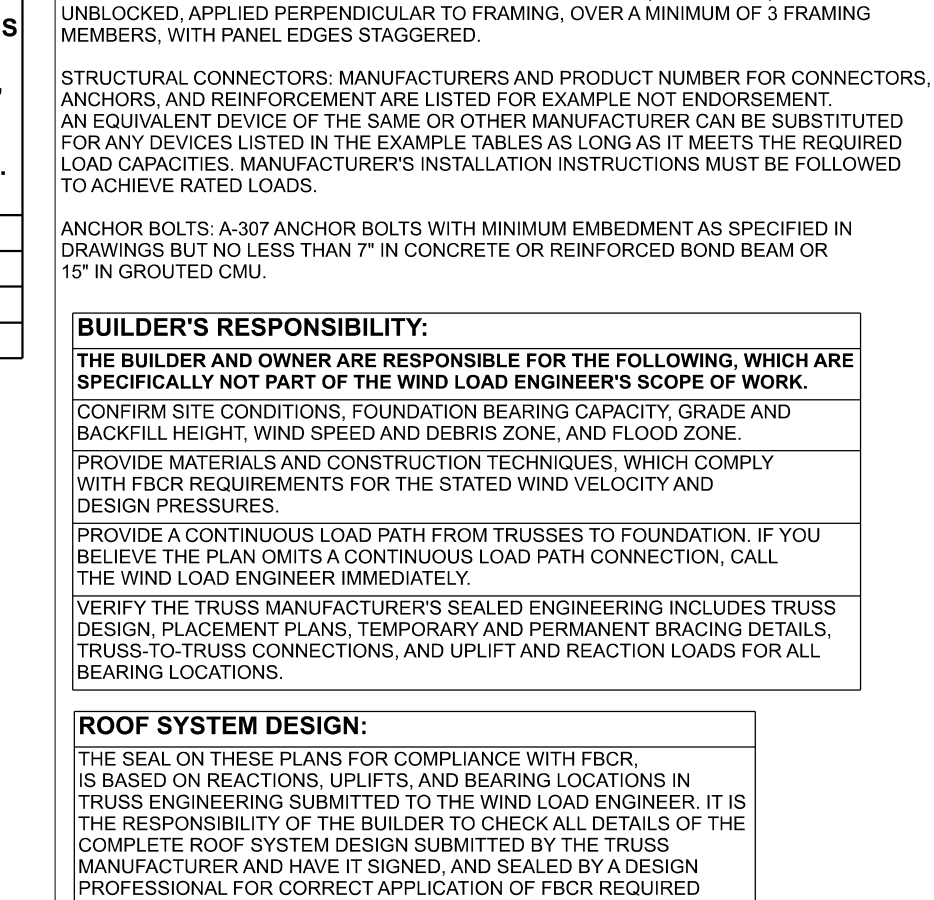 S
UNBLOCKED, APPLIED PERPENDICULAR TO FRAMING, OVER A MINIMUM OF 3 FRAMING
MEMBERS, WITH PANEL EDGES STAGGERED.
STRUCTURAL CONNECTORS: MANUFACTURERS AND PRODUCT NUMBER FOR CONNECTORS,
ANCHORS, AND REINFORCEMENT ARE LISTED FOR EXAMPLE NOT ENDORSEMENT.
AN EQUIVALENT DEVICE OF THE SAME OR OTHER MANUFACTURER CAN BE SUBSTITUTED
FOR ANY DEVICES LISTED IN THE EXAMPLE TABLES AS LONG AS IT MEETS THE REQUIRED
LOAD CAPACITIES. MANUFACTURER'S INSTALLATION INSTRUCTIONS MUST BE FOLLOWED
TO ACHIEVE RATED LOADS.
ANCHOR BOLTS: A-307 ANCHOR BOLTS WITH MINIMUM EMBEDMENT AS SPECIFIED IN
DRAWINGS BUT NO LESS THAN 7" IN CONCRETE OR REINFORCED BOND BEAM OR
15" IN GROUTED CMU.
BUILDER'S RESPONSIBILITY:
THE BUILDER AND OWNER ARE RESPONSIBLE FOR THE FOLLOWING, WHICH ARE
SPECIFICALLY NOT PART OF THE WIND LOAD ENGINEER'S SCOPE OF WORK.
CONFIRM SITE CONDITIONS, FOUNDATION BEARING CAPACITY, GRADE AND
BACKFILL HEIGHT, WIND SPEED AND DEBRIS ZONE, AND FLOOD ZONE.
PROVIDE MATERIALS AND CONSTRUCTION TECHNIQUES, WHICH COMPLY
WITH FBCR REQUIREMENTS FOR THE STATED WIND VELOCITY AND
DESIGN PRESSURES.
PROVIDE A CONTINUOUS LOAD PATH FROM TRUSSES TO FOUNDATION. IF YOU
BELIEVE THE PLAN OMITS A CONTINUOUS LOAD PATH CONNECTION, CALL
THE WIND LOAD ENGINEER IMMEDIATELY.
VERIFY THE TRUSS MANUFACTURER'S SEALED ENGINEERING INCLUDES TRUSS
DESIGN, PLACEMENT PLANS, TEMPORARY AND PERMANENT BRACING DETAILS,
TRUSS-TO-TRUSS CONNECTIONS, AND UPLIFT AND REACTION LOADS FOR ALL
BEARING LOCATIONS.
ROOF SYSTEM DESIGN:
THE SEAL ON THESE PLANS FOR COMPLIANCE WITH FBCR,
IS BASED ON REACTIONS, UPLIFTS, AND BEARING LOCATIONS IN
TRUSS ENGINEERING SUBMITTED TO THE WIND LOAD ENGINEER. IT IS
THE RESPONSIBILITY OF THE BUILDER TO CHECK ALL DETAILS OF THE
COMPLETE ROOF SYSTEM DESIGN SUBMITTED BY THE TRUSS
MANUFACTURER AND HAVE IT SIGNED, AND SEALED BY A DESIGN
PROFESSIONAL FOR CORRECT APPLICATION OF FBCR REQUIRED